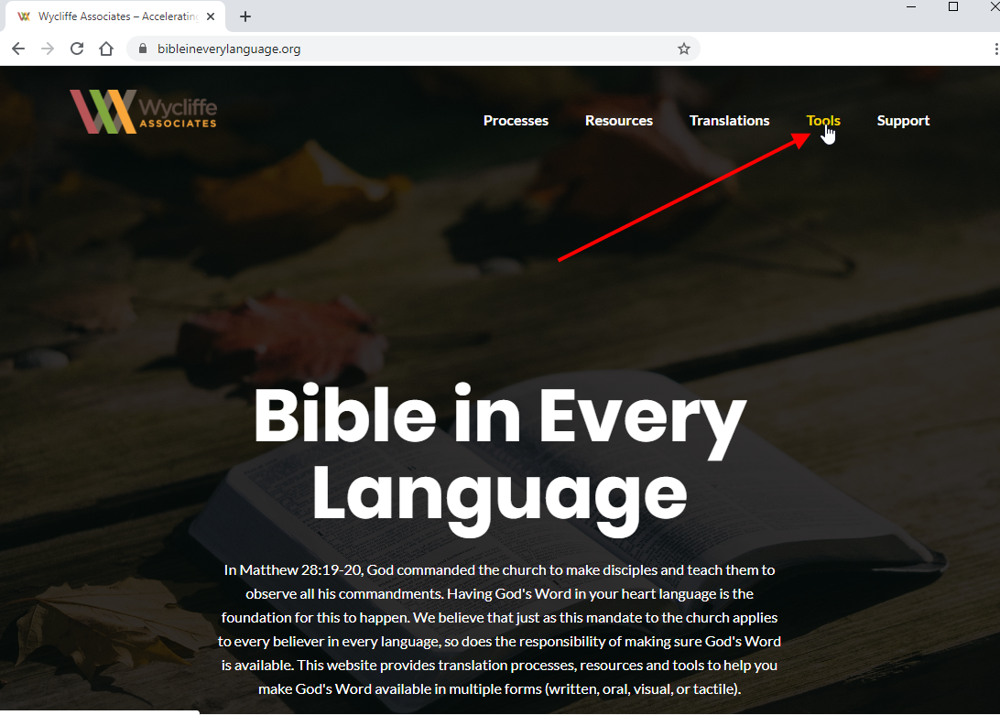 Wycliffe Associates – Accelerating
bibleineverylanguage.org
Wycliffe
ASSOCIATES
Processes Resources Translations Tools Support
Bible in Every
Language
In Matthew 28:19-20, God commanded the church to make disciples and teach them to
observe all his commandments. Having God's Word in your heart language is the
foundation for this to happen. We believe that just as this mandate to the church applies
to every believer in every language, so does the responsibility of making sure God's Word
is available. This website provides translation processes, resources and tools to help you
make God's Word available in multiple forms (written, oral, visual, or tactile).